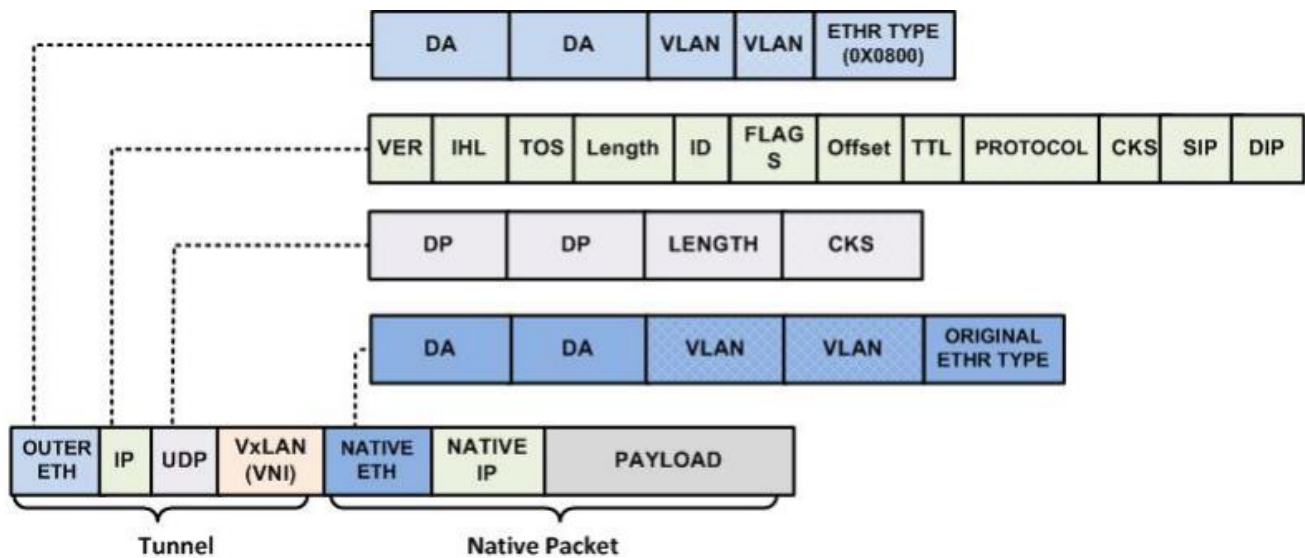 DA DA VLAN VLAN ETHR TYPE
(0X0800)
VER IHL TOS Length ID FLAG
S Offset TTL PROTOCOL CKS SIP DIP
DP DP LENGTH CKS
DA DA VLAN VLAN ORIGINAL
ETHR TYPE
OUTER
ETH IP UDP VxLAN
(VNI) NATIVE
ETH NATIVE
IP PAYLOAD
Tunnel Native Packet